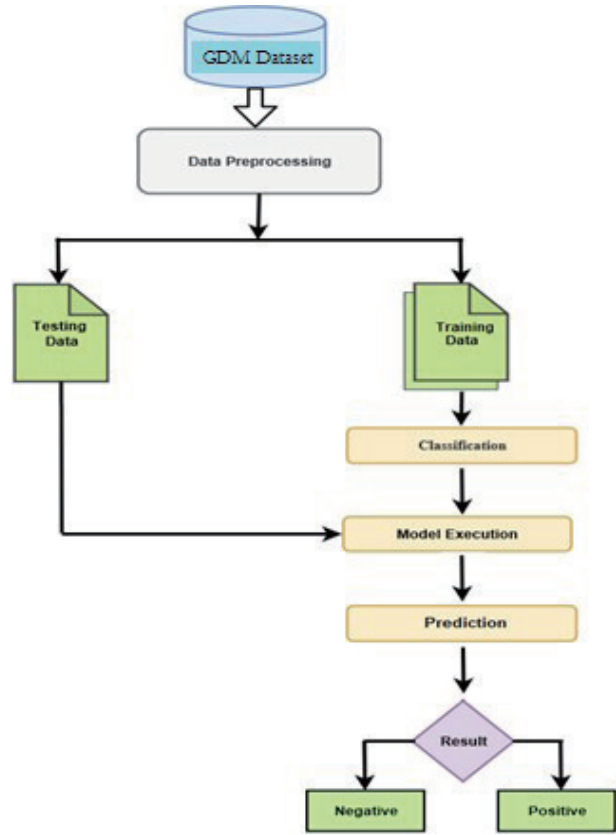 GDM Dataset
Data Preprocessing
Testing
Data
Training
Data
Classification
Model Execution
Prediction
Result
Negative
Positive